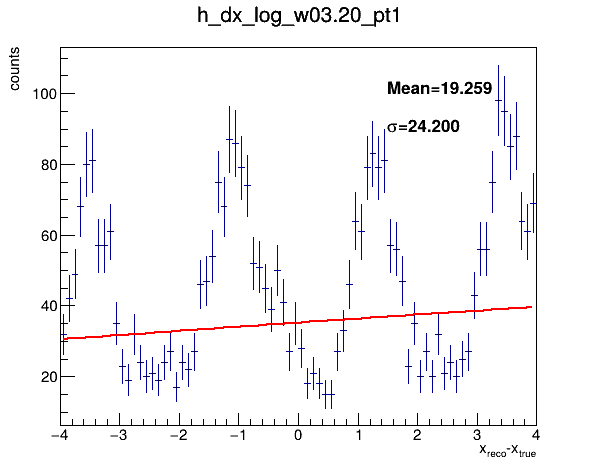 h_dx_log_w03.20_pt1
counts
Mean=19.259
σ=24.200
100
80
60
40
20
−4 −3 −2 −1 0 1 2 3 4
x_reco-x_true